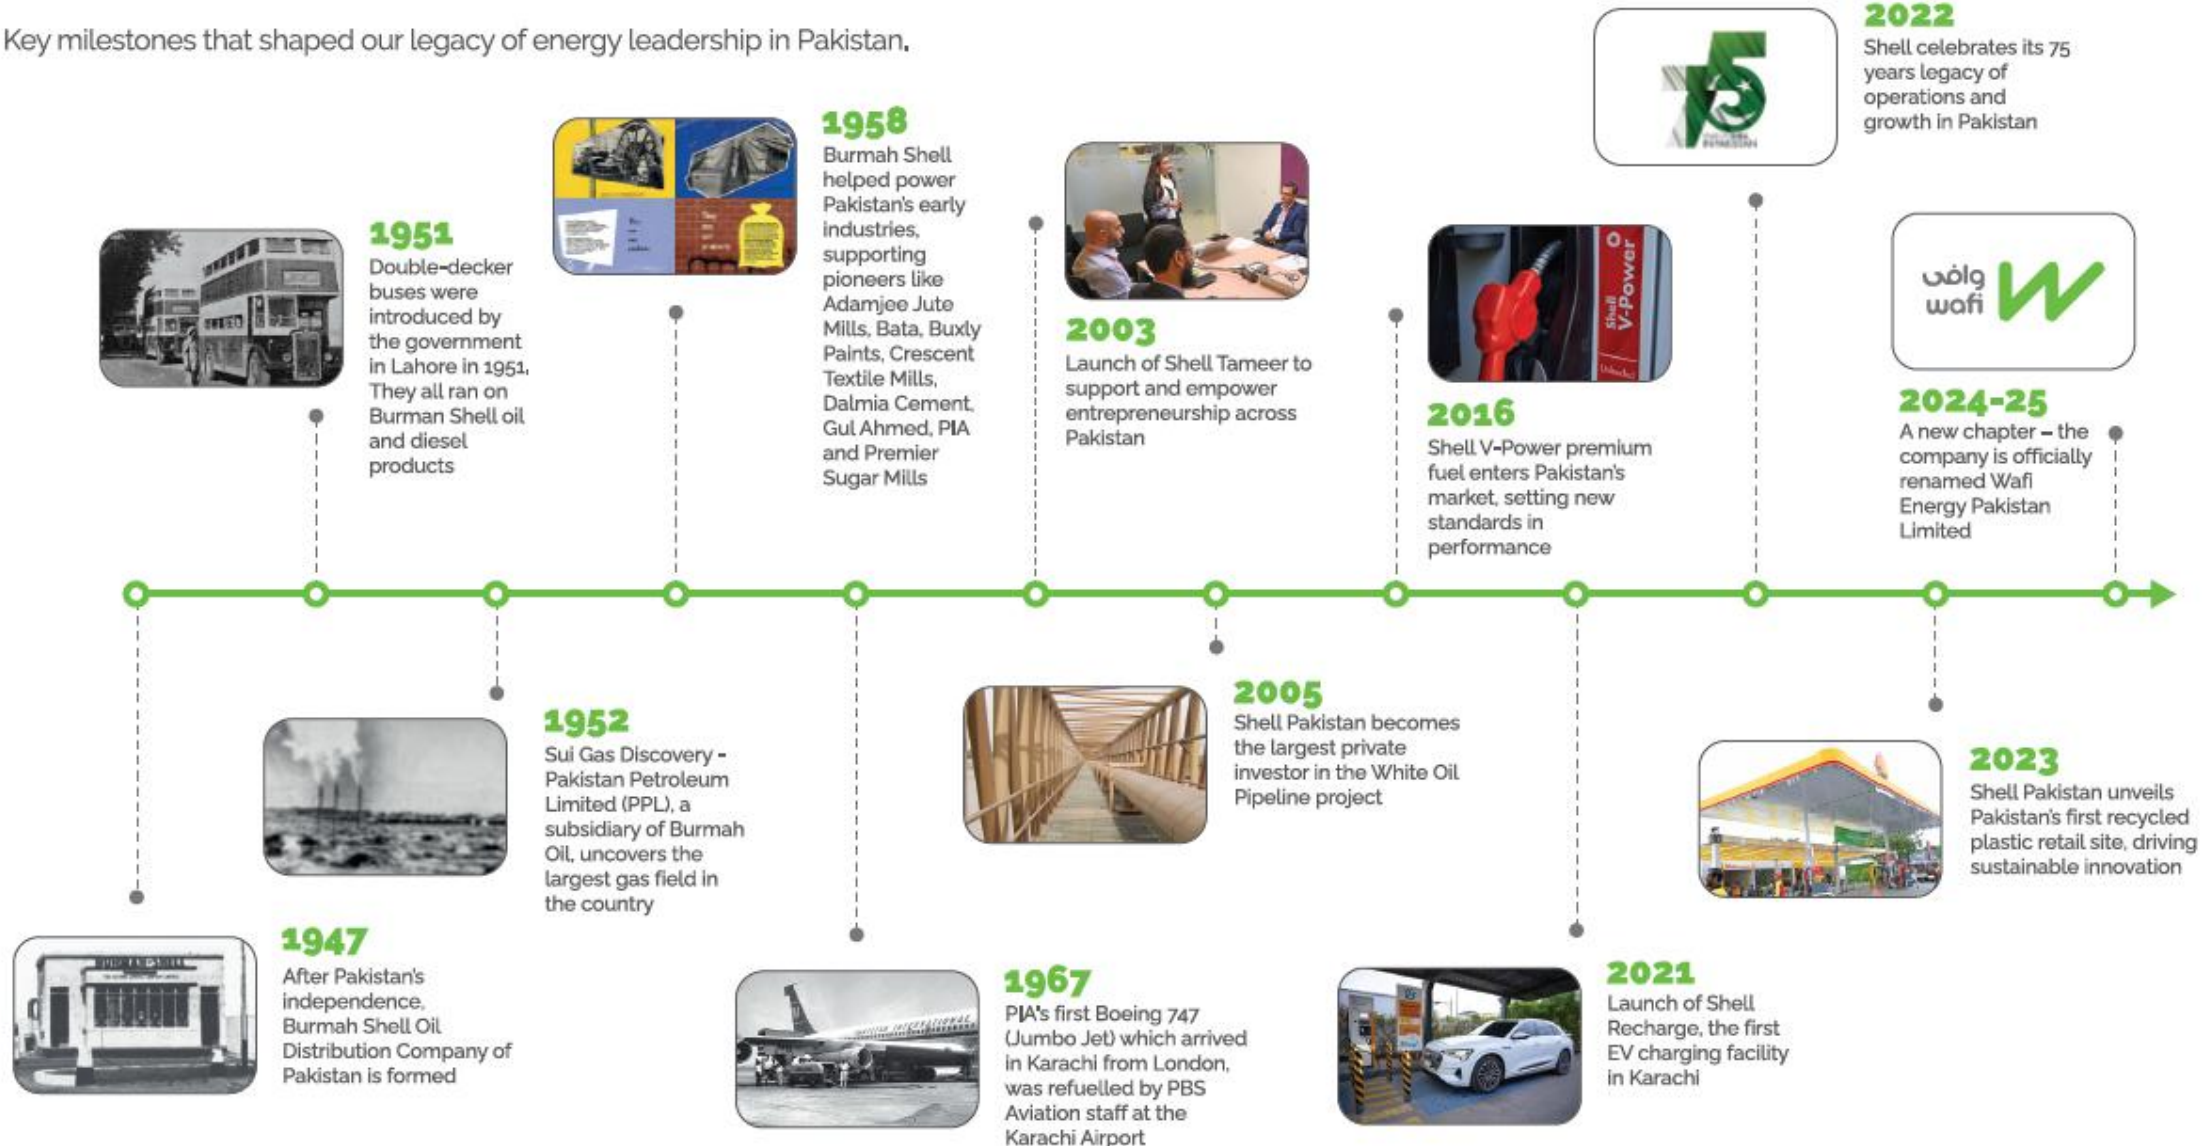 Key milestones that shaped our legacy of energy leadership in Pakistan.
1947
After Pakistan's
independence,
Burmah Shell Oil
Distribution Company of
Pakistan is formed
1951
Double-decker
buses were
introduced by
the government
in Lahore in 1951.
They all ran on
Burman Shell oil
and diesel
products
1952
Sui Gas Discovery -
Pakistan Petroleum
Limited (PPL), a
subsidiary of Burmah
Oil, uncovers the
largest gas field in
the country
1958
Burmah Shell
helped power
Pakistan's early
industries,
supporting
pioneers like
Adamjee Jute
Mills, Bata, Buxly
Paints, Crescent
Textile Mills,
Dalmia Cement,
Gul Ahmed, PIA
and Premier
Sugar Mills
1967
PIA's first Boeing 747
(Jumbo Jet) which arrived
in Karachi from London,
was refuelled by PBS
Aviation staff at the
Karachi Airport
2003
Launch of Shell Tameer to
support and empower
entrepreneurship across
Pakistan
2005
Shell Pakistan becomes
the largest private
investor in the White Oil
Pipeline project
Shell
V-Power
2016
Shell V-Power premium
fuel enters Pakistan's
market, setting new
standards in
performance
2021
Launch of Shell
Recharge, the first
EV charging facility
in Karachi
75
2022
Shell celebrates its 75
years legacy of
operations and
growth in Pakistan
2023
Shell Pakistan unveils
Pakistan's first recycled
plastic retail site, driving
sustainable innovation
وافي
wafi
2024-25
A new chapter – the
company is officially
renamed Wafi
Energy Pakistan
Limited